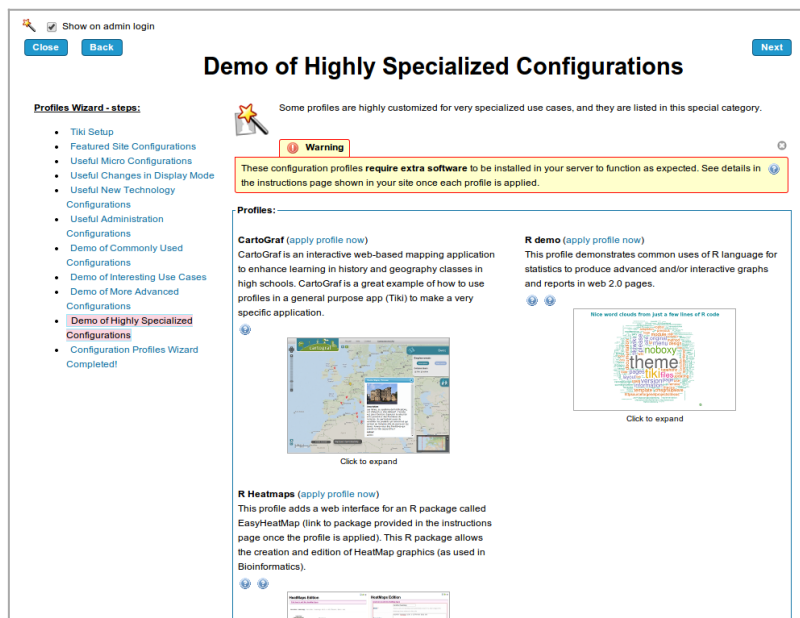 Show on admin login
Close
Back
Next
Demo of Highly Specialized Configurations
Profiles Wizard - steps:
Tiki Setup
Featured Site Configurations
Useful Micro Configurations
Useful Changes in Display Mode
Useful New Technology
Configurations
Useful Administration
Configurations
Demo of Commonly Used
Configurations
Demo of Interesting Use Cases
Demo of More Advanced
Configurations
Demo of Highly Specialized
Configurations
Configuration Profiles Wizard
Completed!
Some profiles are highly customized for very specialized use cases, and they are listed in this special category.
Warning
These configuration profiles require extra software to be installed in your server to function as expected. See details in
the instructions page shown in your site once each profile is applied.
Profiles:
CartoGraf (apply profile now)
CartoGraf is an interactive web-based mapping application
to enhance learning in history and geography classes in
high schools. CartoGraf is a great example of how to use
profiles in a general purpose app (Tiki) to make a very
specific application.
cartograf
Click to expand
R demo (apply profile now)
This profile demonstrates common uses of R language for
statistics to produce advanced and/or interactive graphs
and reports in web 2.0 pages.
Nice word clouds from just a few lines of R code
noboxy
theme
tiki files
version
Click to expand
R Heatmaps (apply profile now)
This profile adds a web interface for an R package called
EasyHeatMap (link to package provided in the instructions
page once the profile is applied). This R package allows
the creation and edition of HeatMap graphics (as used in
Bioinformatics).
HeatMaps Edition
HeatMaps Edition